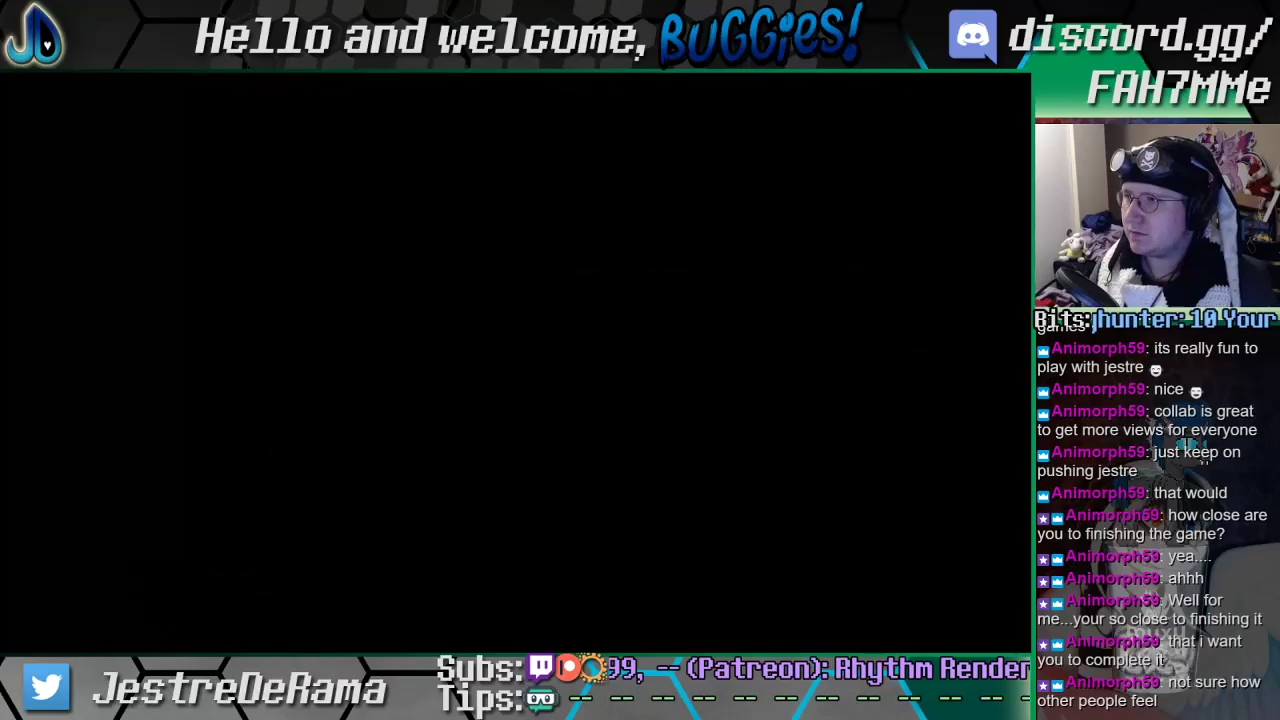 Hello and welcome, BUGGies!
discord.gg/
FAH7MMe
Bits: jhunter: 10 Your
games
Animorph59: its really fun to
play with jestre
Animorph59: nice
Animorph59: collab is great
to get more views for everyone
Animorph59: just keep on
pushing jestre
Animorph59: that would
Animorph59: how close are
you to finishing the game?
Animorph59: yea....
Animorph59: ahhh
Animorph59: Well for
me...your so close to finishing it
Animorph59: that i want
you to complete it
Animorph59: not sure how
other people feel
JestreDeRama
Subs: 99, -- (Patreon): Rhythm Render
Tips: -- -- -- -- -- -- -- -- -- -- --